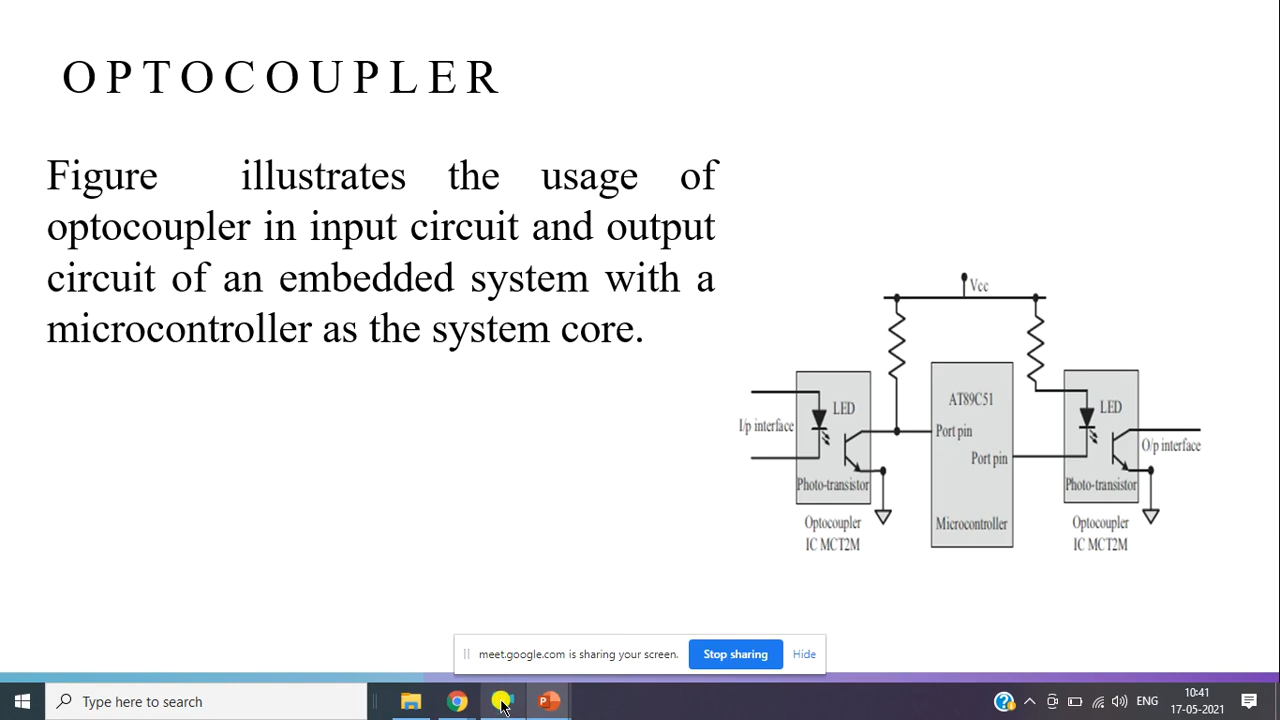 OPTOCOUPLER
Figure illustrates the usage of
optocoupler in input circuit and output
circuit of an embedded system with a
microcontroller as the system core.
Vcc
LED
I/p interface
Photo-transistor
Optocoupler
IC MCT2M
AT89C51
Port pin
Port pin
Microcontroller
LED
O/p interface
Photo-transistor
Optocoupler
IC MCT2M
meet.google.com is sharing your screen.
Stop sharing
Hide
Type here to search
ENG
10:41
17-05-2021